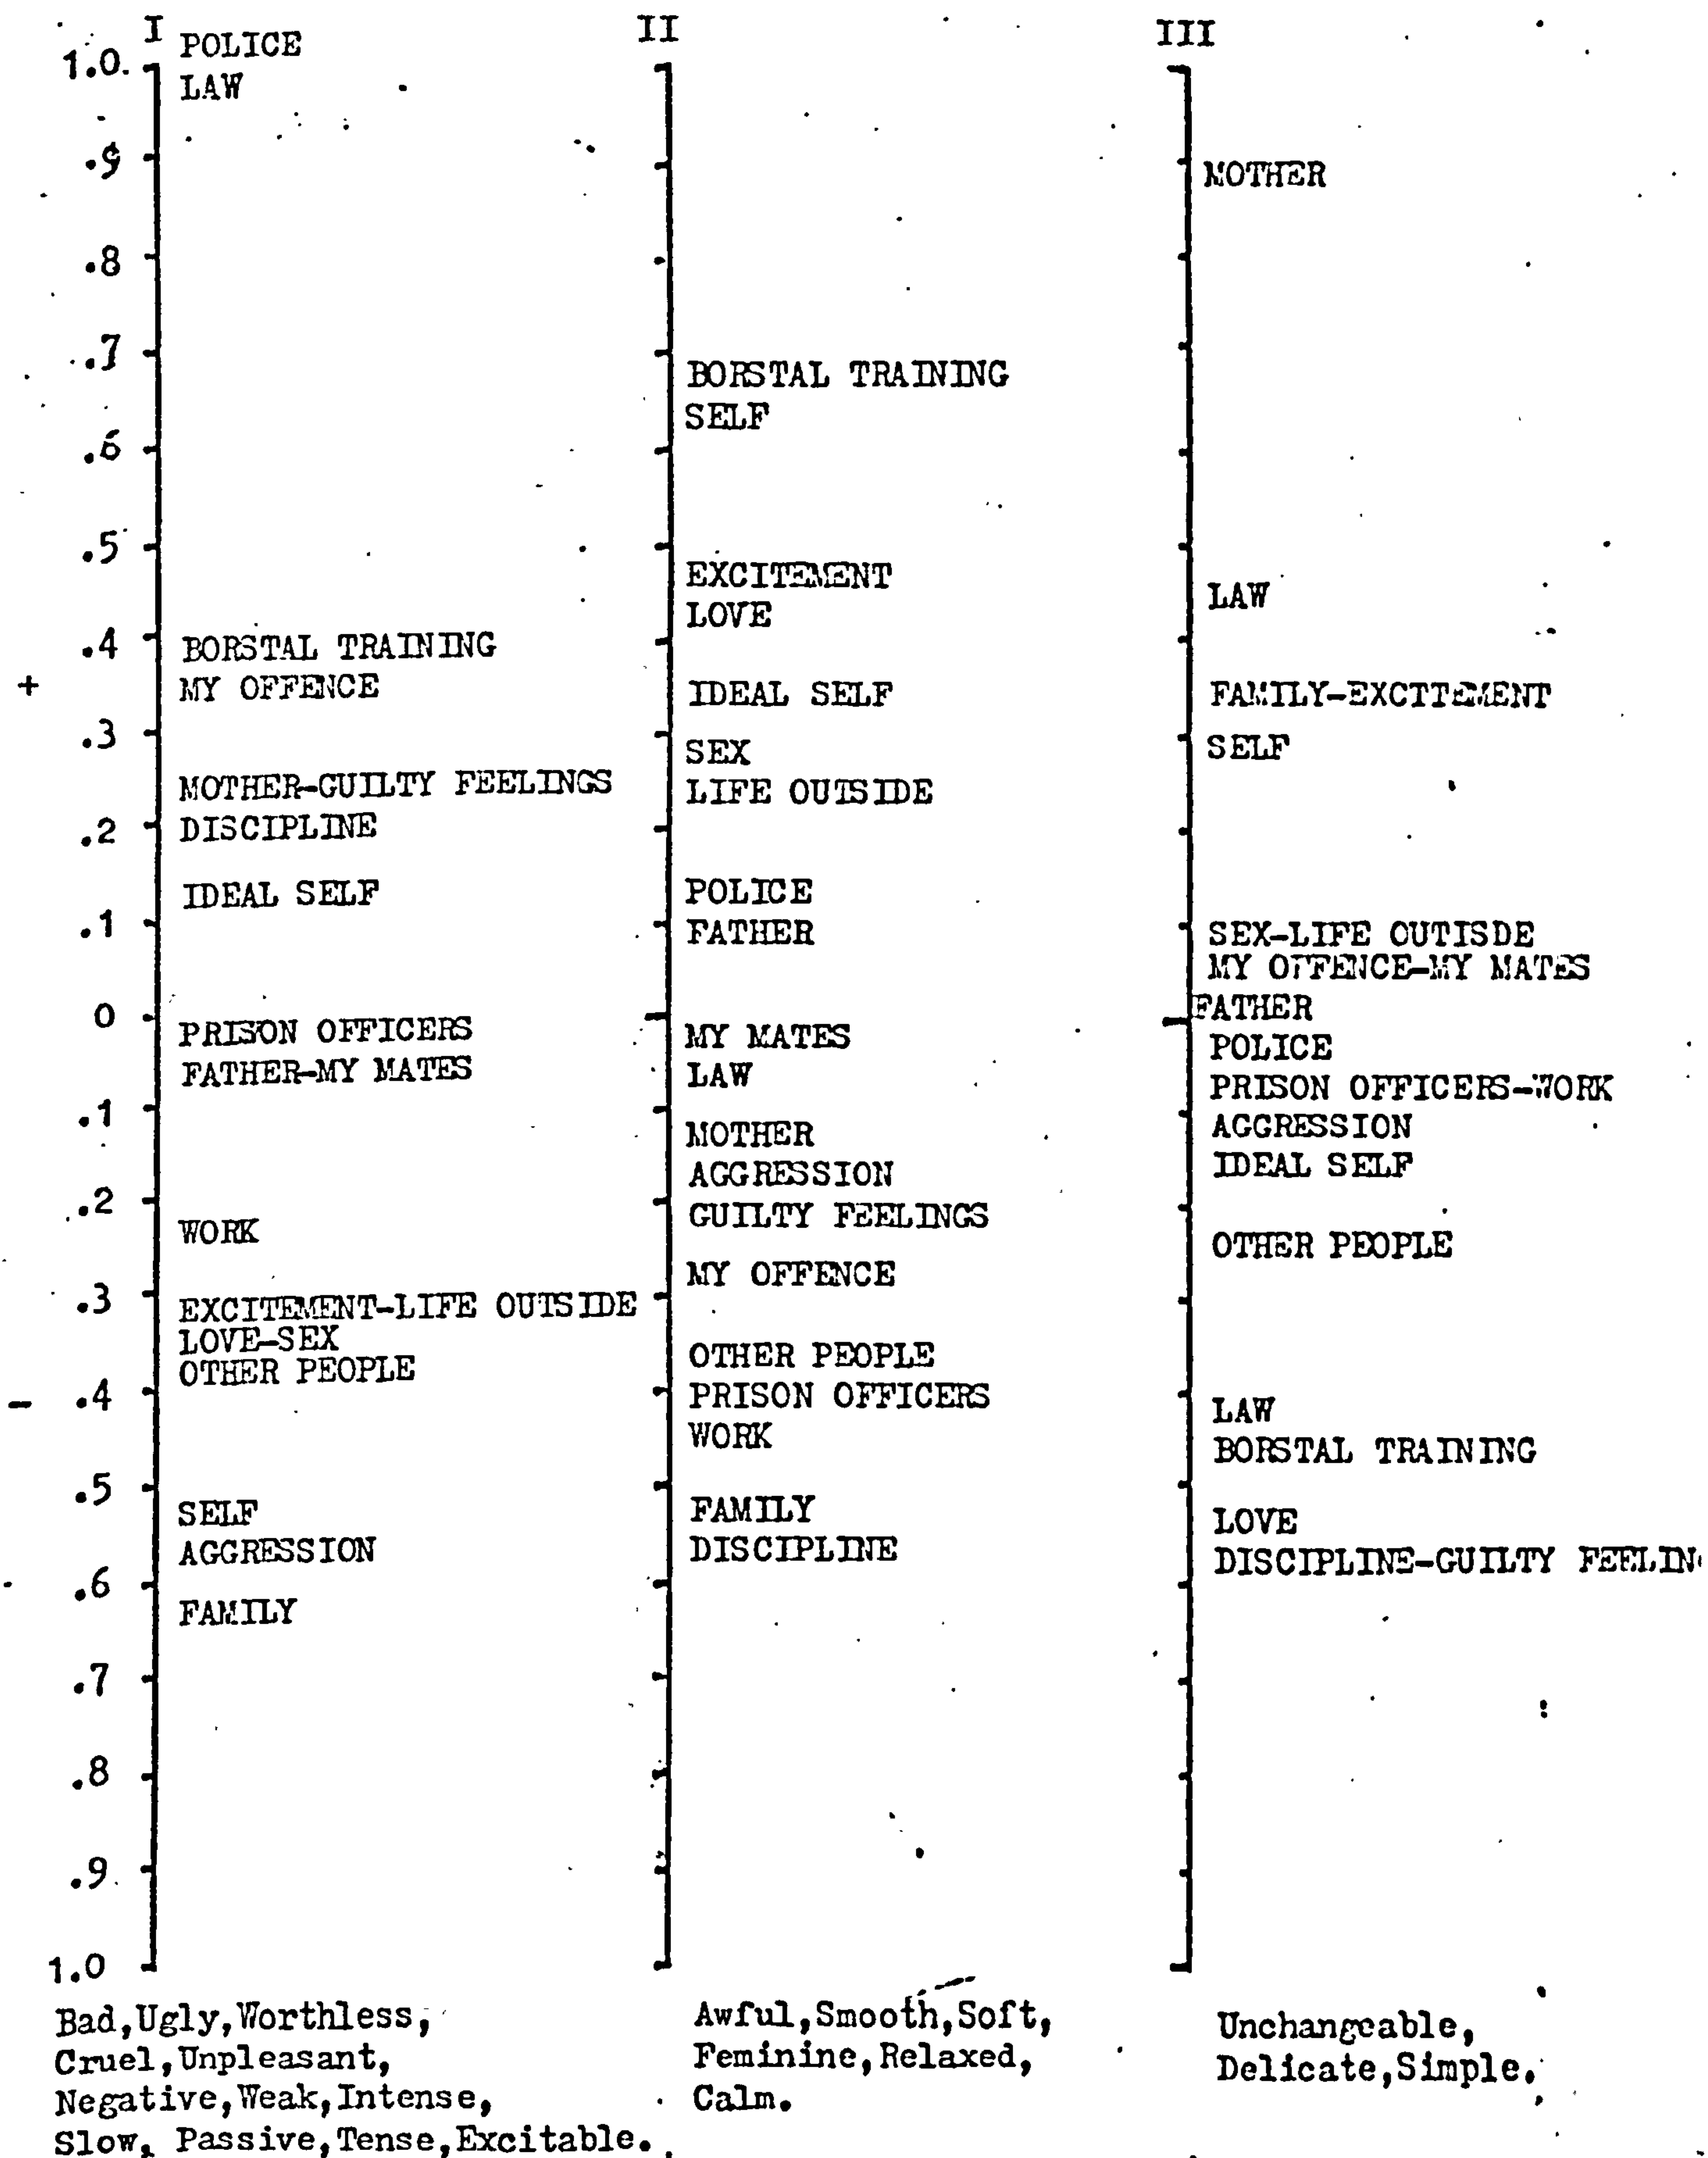 I
II
III
1.0.
.9
.8
.7
.6
.5
.4
+
.3
.2
.1
0
.1
.2
.3
-
.4
.5
.6
.7
.8
.9
1.0
POLICE
LAW
BORSTAL TRAINING
MY OFFENCE
MOTHER-GUILTY FEELINGS
DISCIPLINE
IDEAL SELF
PRISON OFFICERS
FATHER-MY MATES
WORK
EXCITEMENT-LIFE OUTSIDE
LOVE-SEX
OTHER PEOPLE
SELF
AGGRESSION
FAMILY
Bad,Ugly,Worthless,
Cruel,Unpleasant,
Negative,Weak,Intense,
Slow, Passive,Tense,Excitable.
BORSTAL TRAINING
SELF
EXCITEMENT
LOVE
IDEAL SELF
SEX
LIFE OUTSIDE
POLICE
FATHER
MY MATES
LAW
MOTHER
AGGRESSION
GUILTY FEELINGS
MY OFFENCE
OTHER PEOPLE
PRISON OFFICERS
WORK
FAMILY
DISCIPLINE
Awful,Smooth,Soft,
Feminine,Relaxed,
Calm.
MOTHER
LAW
FAMILY-EXCITEMENT
SELF
SEX-LIFE OUTISDE
MY OFFENCE-MY MATES
FATHER
POLICE
PRISON OFFICERS-WORK
AGGRESSION
IDEAL SELF
OTHER PEOPLE
LAW
BORSTAL TRAINING
LOVE
DISCIPLINE-GUILTY FEELIN
Unchangeable,
Delicate,Simple.